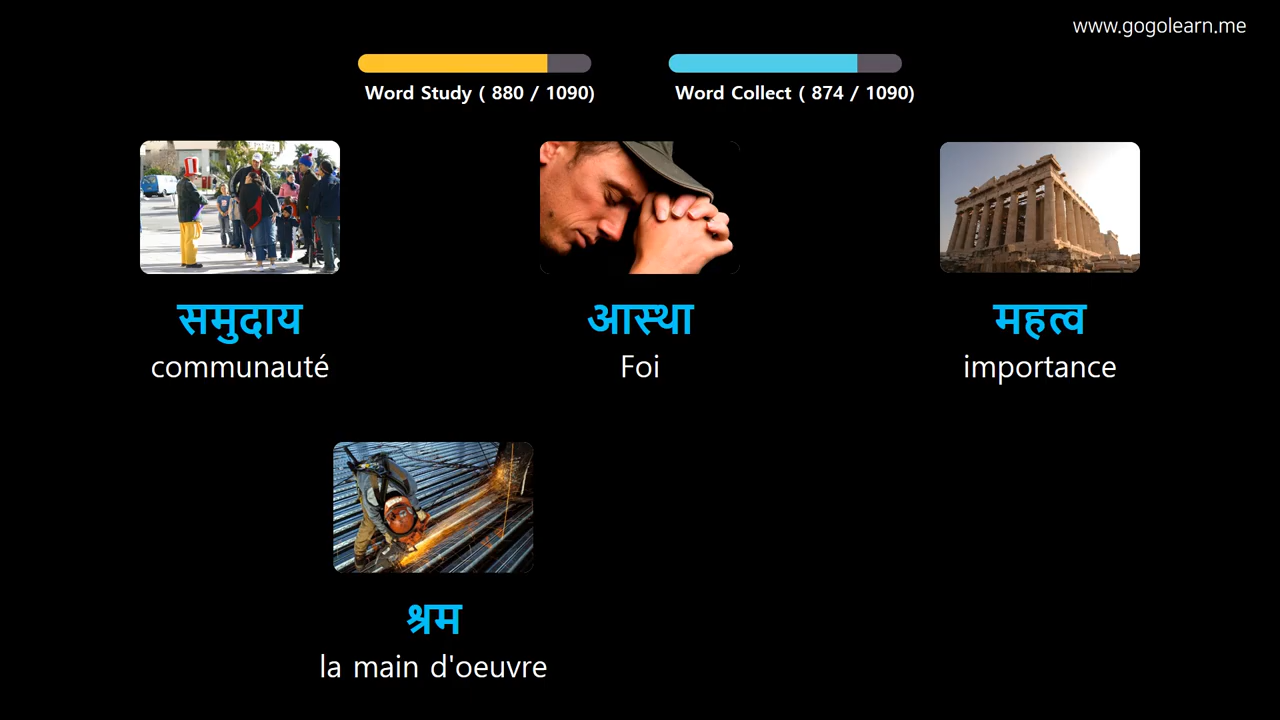 www.gogolearn.me
Word Study ( 880 / 1090)
Word Collect ( 874 / 1090)
समुदाय
communauté
आस्था
Foi
महत्व
importance
श्रम
la main d'oeuvre